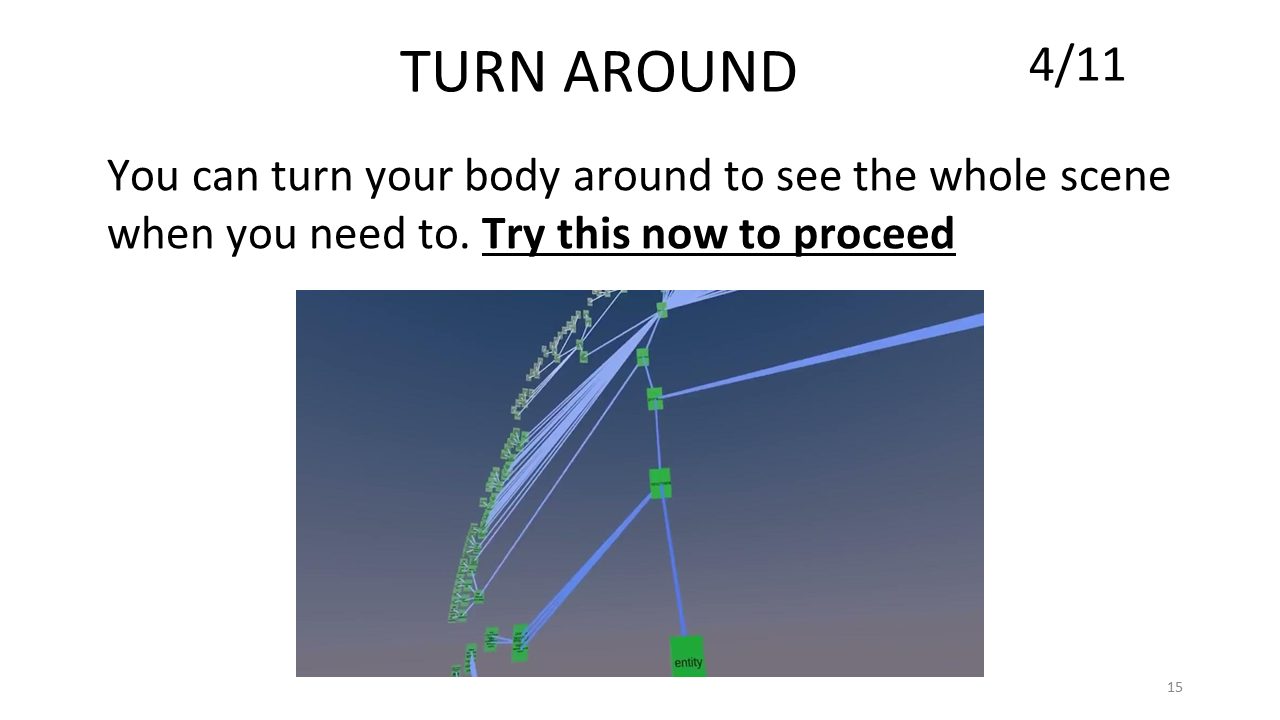 TURN AROUND
4/11
You can turn your body around to see the whole scene
when you need to. Try this now to proceed
entity
15